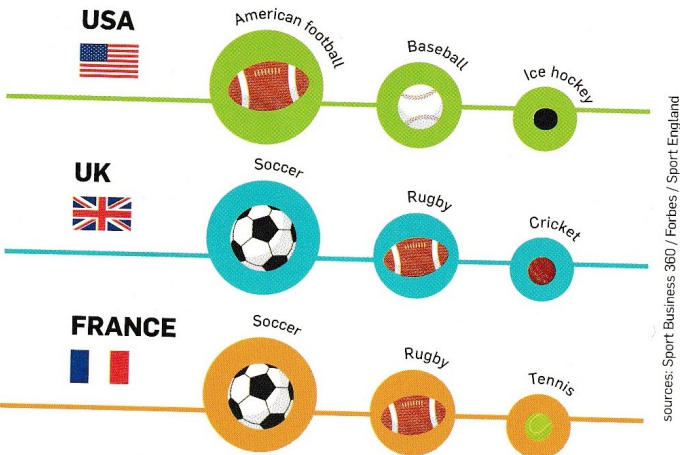 USA
American football
Baseball
Ice hockey
UK
Soccer
Rugby
Cricket
FRANCE
Soccer
Rugby
Tennis
sources: Sport Business 360 / Forbes / Sport England